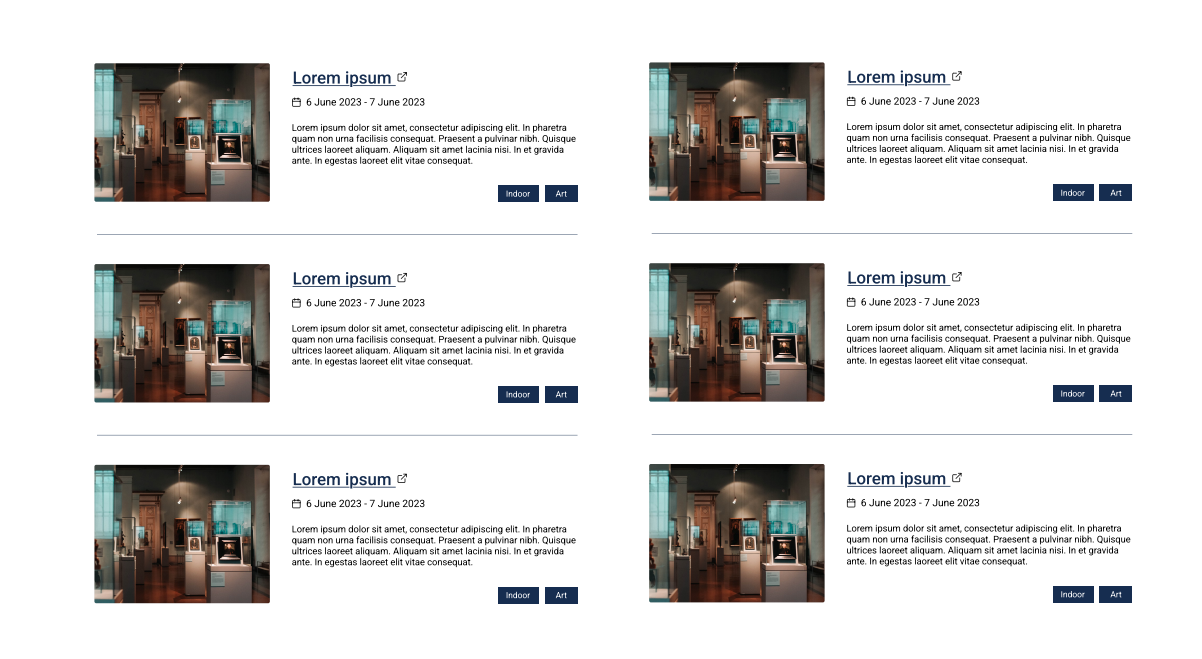 Lorem ipsum
6 June 2023 - 7 June 2023
Lorem ipsum dolor sit amet, consectetur adipiscing elit. In pharetra
quam non urna facilisis consequat. Praesent a pulvinar nibh. Quisque
ultrices laoreet aliquam. Aliquam sit amet lacinia nisi. In et gravida
ante. In egestas laoreet elit vitae consequat.
Indoor Art
Lorem ipsum
6 June 2023 - 7 June 2023
Lorem ipsum dolor sit amet, consectetur adipiscing elit. In pharetra
quam non urna facilisis consequat. Praesent a pulvinar nibh. Quisque
ultrices laoreet aliquam. Aliquam sit amet lacinia nisi. In et gravida
ante. In egestas laoreet elit vitae consequat.
Indoor Art
Lorem ipsum
6 June 2023 - 7 June 2023
Lorem ipsum dolor sit amet, consectetur adipiscing elit. In pharetra
quam non urna facilisis consequat. Praesent a pulvinar nibh. Quisque
ultrices laoreet aliquam. Aliquam sit amet lacinia nisi. In et gravida
ante. In egestas laoreet elit vitae consequat.
Indoor Art
Lorem ipsum
6 June 2023 - 7 June 2023
Lorem ipsum dolor sit amet, consectetur adipiscing elit. In pharetra
quam non urna facilisis consequat. Praesent a pulvinar nibh. Quisque
ultrices laoreet aliquam. Aliquam sit amet lacinia nisi. In et gravida
ante. In egestas laoreet elit vitae consequat.
Indoor Art
Lorem ipsum
6 June 2023 - 7 June 2023
Lorem ipsum dolor sit amet, consectetur adipiscing elit. In pharetra
quam non urna facilisis consequat. Praesent a pulvinar nibh. Quisque
ultrices laoreet aliquam. Aliquam sit amet lacinia nisi. In et gravida
ante. In egestas laoreet elit vitae consequat.
Indoor Art
Lorem ipsum
6 June 2023 - 7 June 2023
Lorem ipsum dolor sit amet, consectetur adipiscing elit. In pharetra
quam non urna facilisis consequat. Praesent a pulvinar nibh. Quisque
ultrices laoreet aliquam. Aliquam sit amet lacinia nisi. In et gravida
ante. In egestas laoreet elit vitae consequat.
Indoor Art